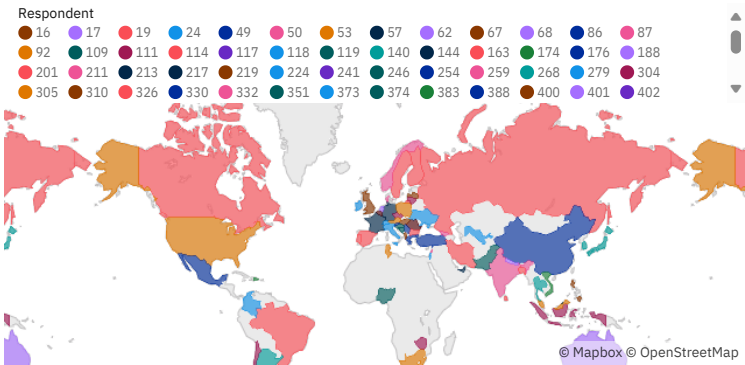 Respondent
16 17 19 24 49 50 53 57 62 67 68 86 87
92 109 111 114 117 118 119 140 144 163 174 176 188
201 211 213 217 219 224 241 246 254 259 268 279 304
305 310 326 330 332 351 373 374 383 388 400 401 402
© Mapbox © OpenStreetMap